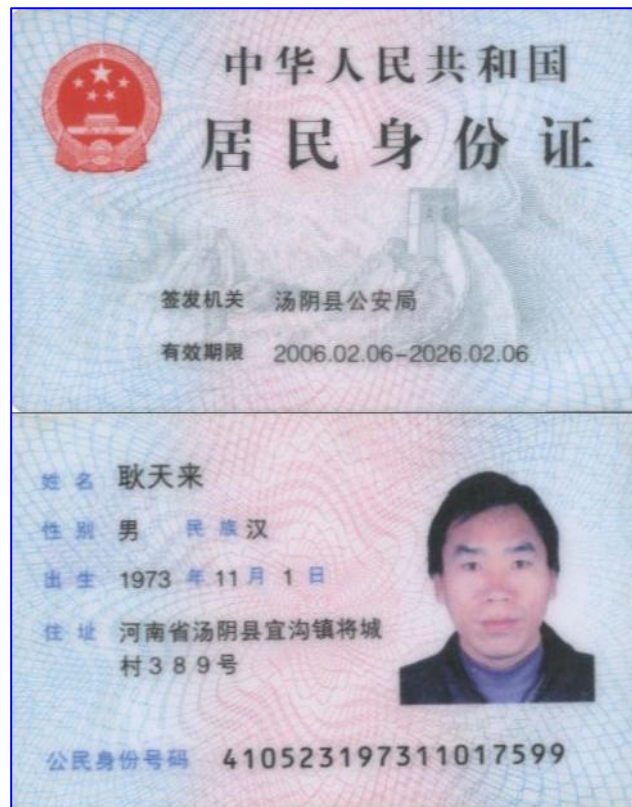 中华人民共和国
居民身份证
签发机关 汤阴县公安局
有效期限 2006.02.06-2026.02.06
姓名 耿天来
性别 男 民族 汉
出生 1973 年 11 月 1 日
住址 河南省汤阴县宜沟镇将城
村389号
公民身份号码 410523197311017599